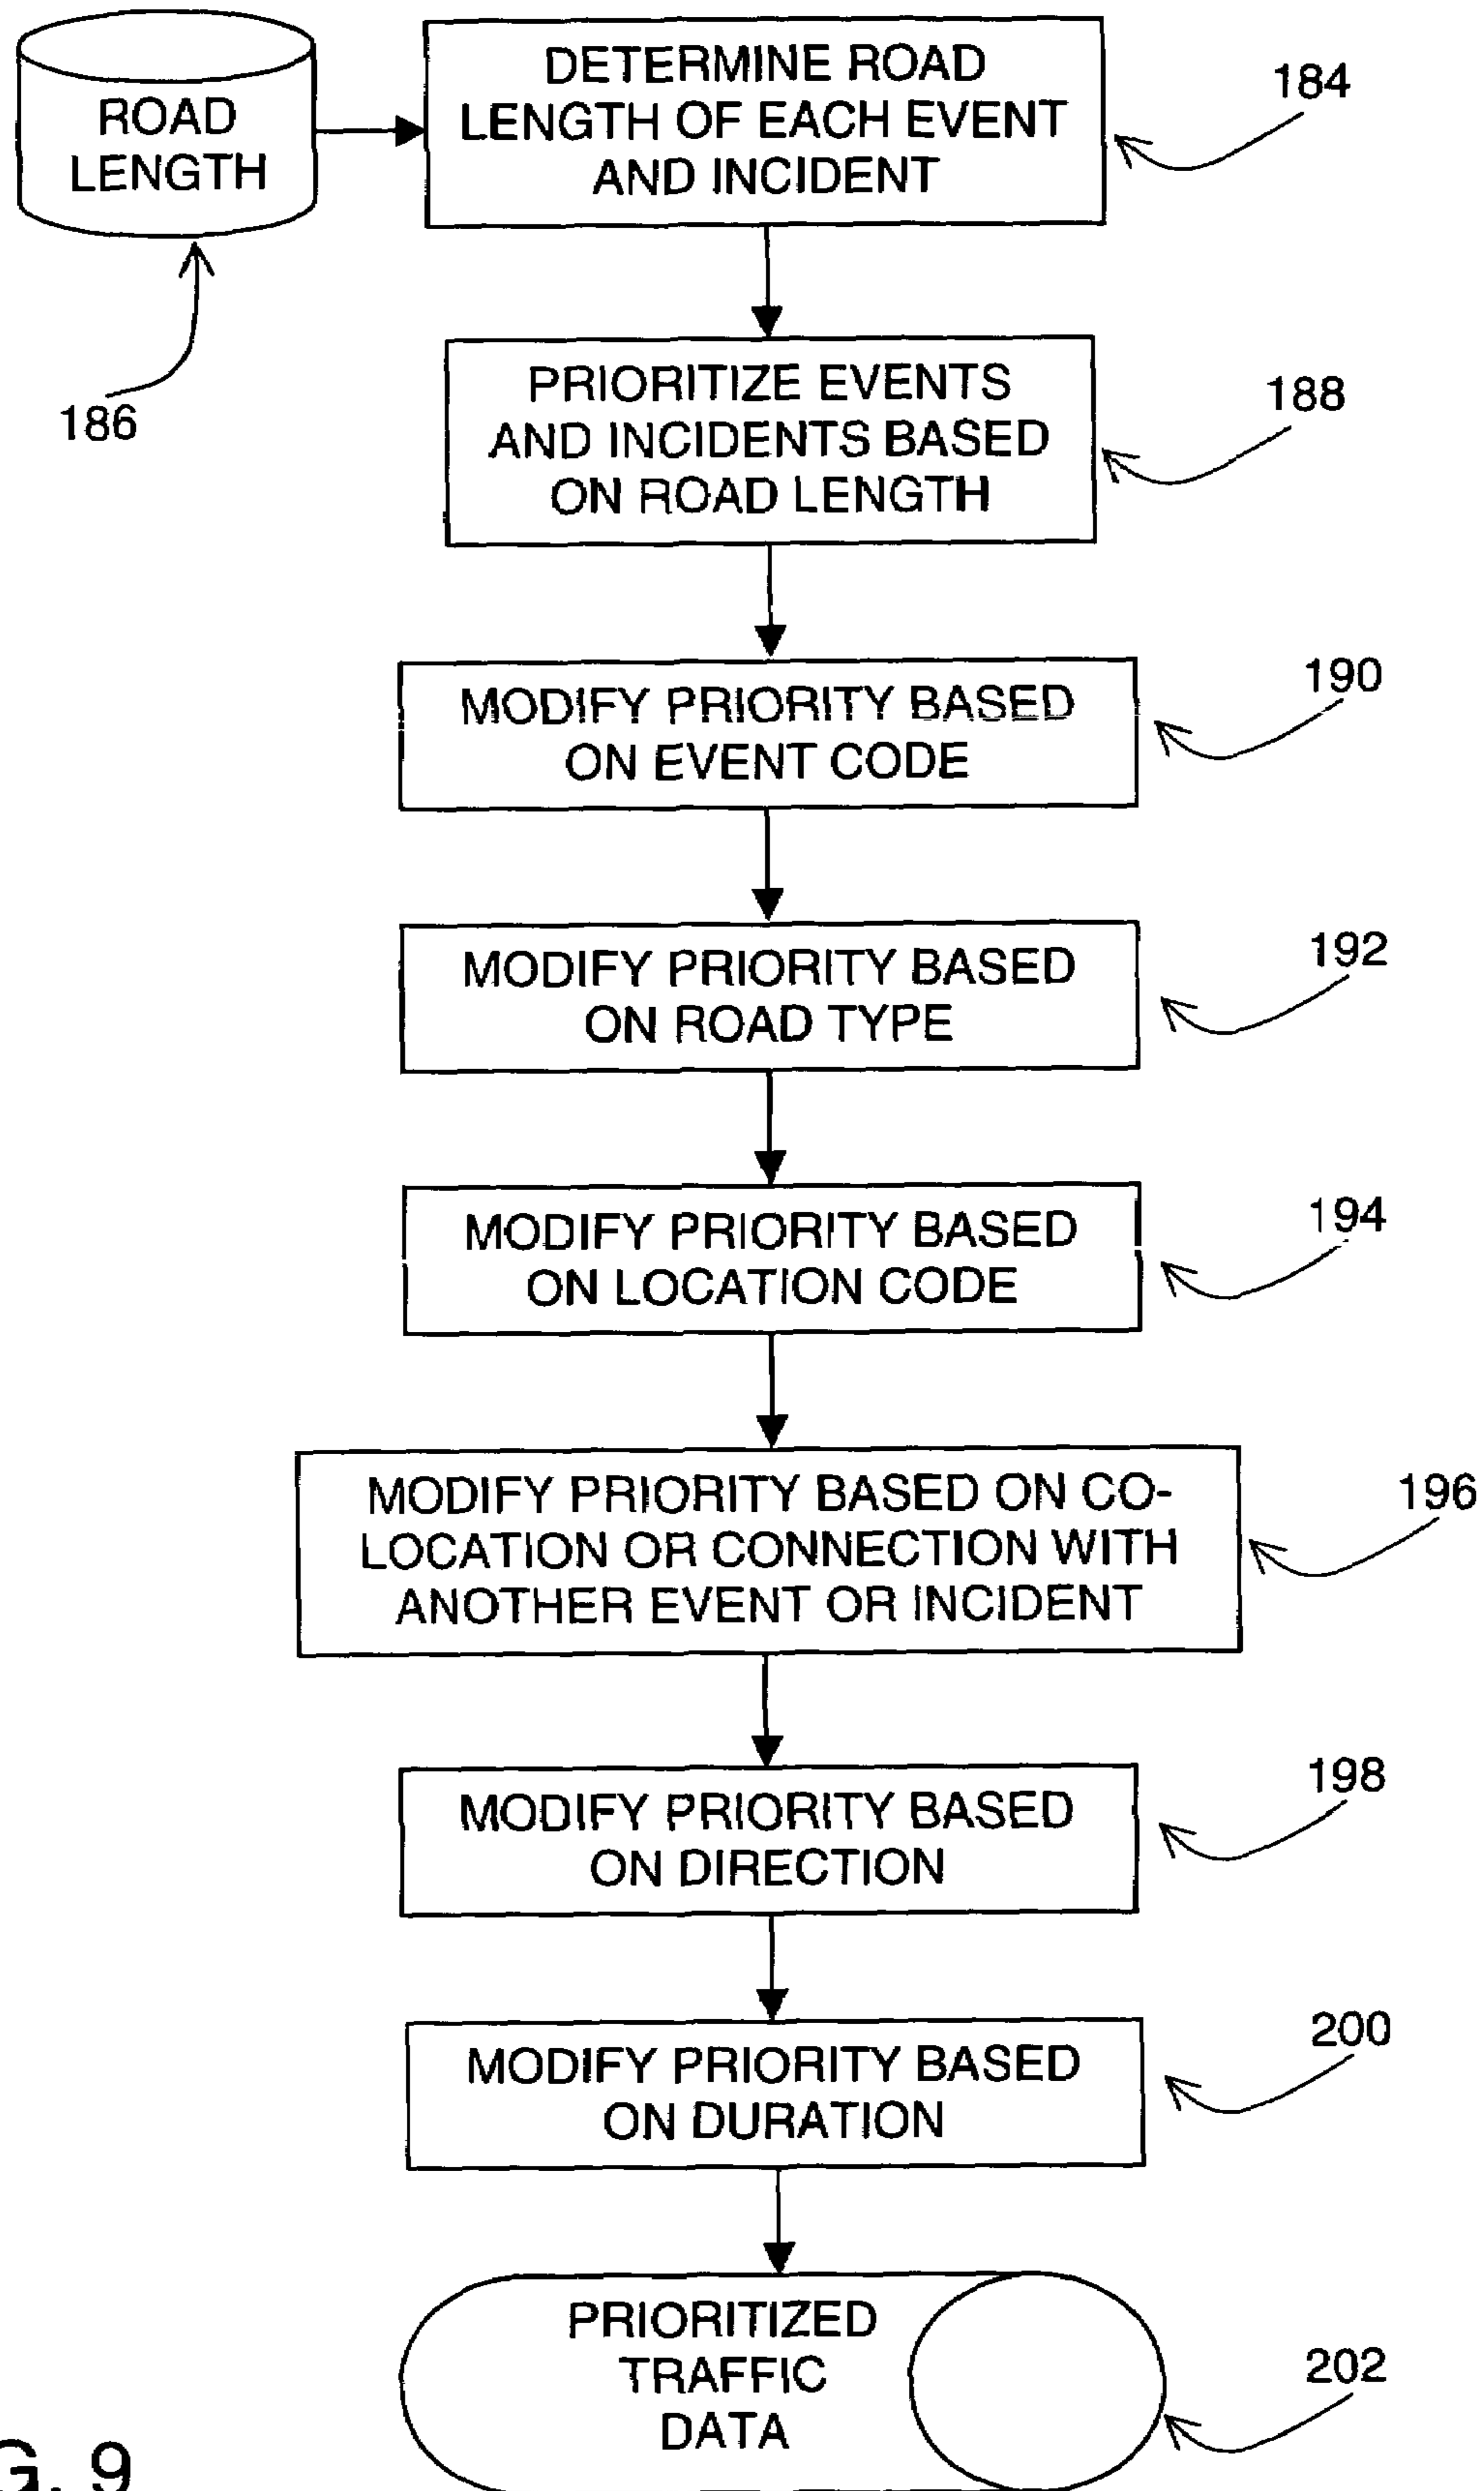 ROAD
LENGTH
186
DETERMINE ROAD
LENGTH OF EACH EVENT
AND INCIDENT
184
PRIORITIZE EVENTS
AND INCIDENTS BASED
ON ROAD LENGTH
188
MODIFY PRIORITY BASED
ON EVENT CODE
190
MODIFY PRIORITY BASED
ON ROAD TYPE
192
MODIFY PRIORITY BASED
ON LOCATION CODE
194
MODIFY PRIORITY BASED ON CO-
LOCATION OR CONNECTION WITH
ANOTHER EVENT OR INCIDENT
196
MODIFY PRIORITY BASED
ON DIRECTION
198
MODIFY PRIORITY BASED
ON DURATION
200
PRIORITIZED
TRAFFIC
DATA
202
G. 9